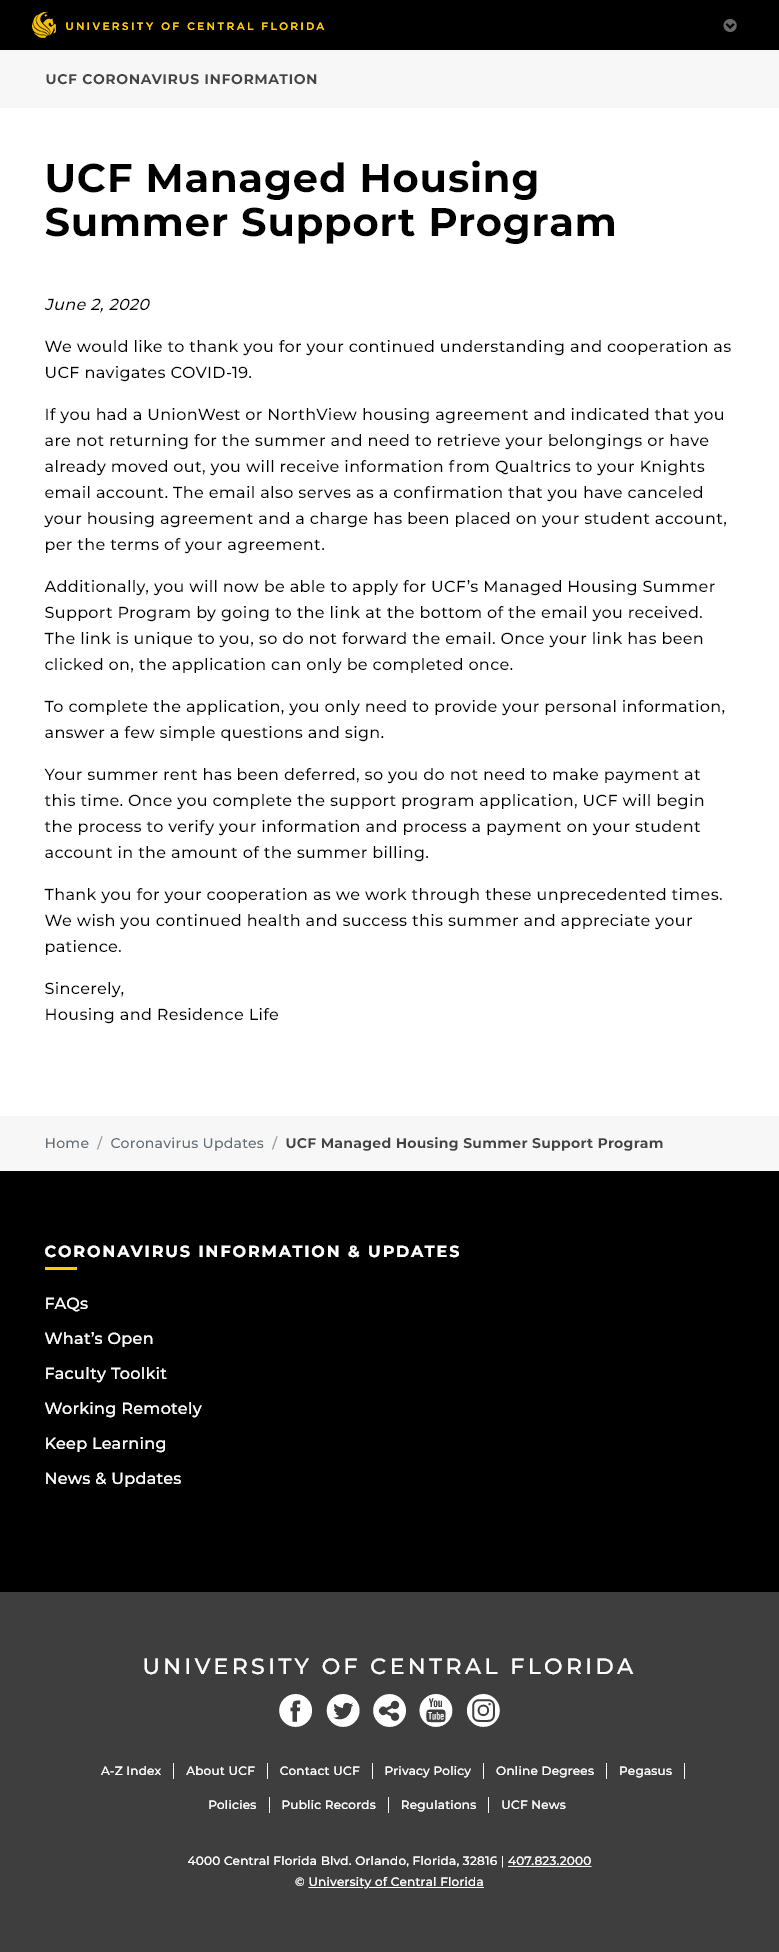 UNIVERSITY OF CENTRAL FLORIDA
UCF CORONAVIRUS INFORMATION
UCF Managed Housing
Summer Support Program
June 2, 2020
We would like to thank you for your continued understanding and cooperation as
UCF navigates COVID-19.
If you had a UnionWest or NorthView housing agreement and indicated that you
are not returning for the summer and need to retrieve your belongings or have
already moved out, you will receive information from Qualtrics to your Knights
email account. The email also serves as a confirmation that you have canceled
your housing agreement and a charge has been placed on your student account,
per the terms of your agreement.
Additionally, you will now be able to apply for UCF’s Managed Housing Summer
Support Program by going to the link at the bottom of the email you received.
The link is unique to you, so do not forward the email. Once your link has been
clicked on, the application can only be completed once.
To complete the application, you only need to provide your personal information,
answer a few simple questions and sign.
Your summer rent has been deferred, so you do not need to make payment at
this time. Once you complete the support program application, UCF will begin
the process to verify your information and process a payment on your student
account in the amount of the summer billing.
Thank you for your cooperation as we work through these unprecedented times.
We wish you continued health and success this summer and appreciate your
patience.
Sincerely,
Housing and Residence Life
Home / Coronavirus Updates / UCF Managed Housing Summer Support Program
CORONAVIRUS INFORMATION & UPDATES
FAQs
What’s Open
Faculty Toolkit
Working Remotely
Keep Learning
News & Updates
UNIVERSITY OF CENTRAL FLORIDA
You Tube
A-Z Index | About UCF | Contact UCF | Privacy Policy | Online Degrees | Pegasus |
Policies | Public Records | Regulations | UCF News
4000 Central Florida Blvd. Orlando, Florida, 32816 | 407.823.2000
© University of Central Florida